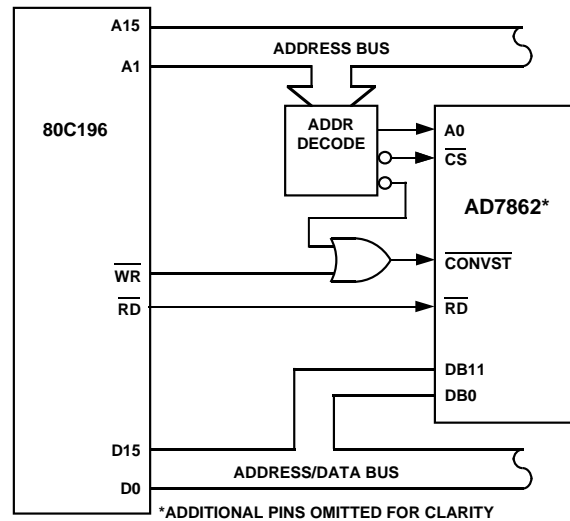 A15
ADDRESS BUS
A1
80C196
ADDR
DECODE
A0
CS
AD7862*
CONVST
WR
RD
RD
DB11
DB0
D15
ADDRESS/DATA BUS
D0
*ADDITIONAL PINS OMITTED FOR CLARITY